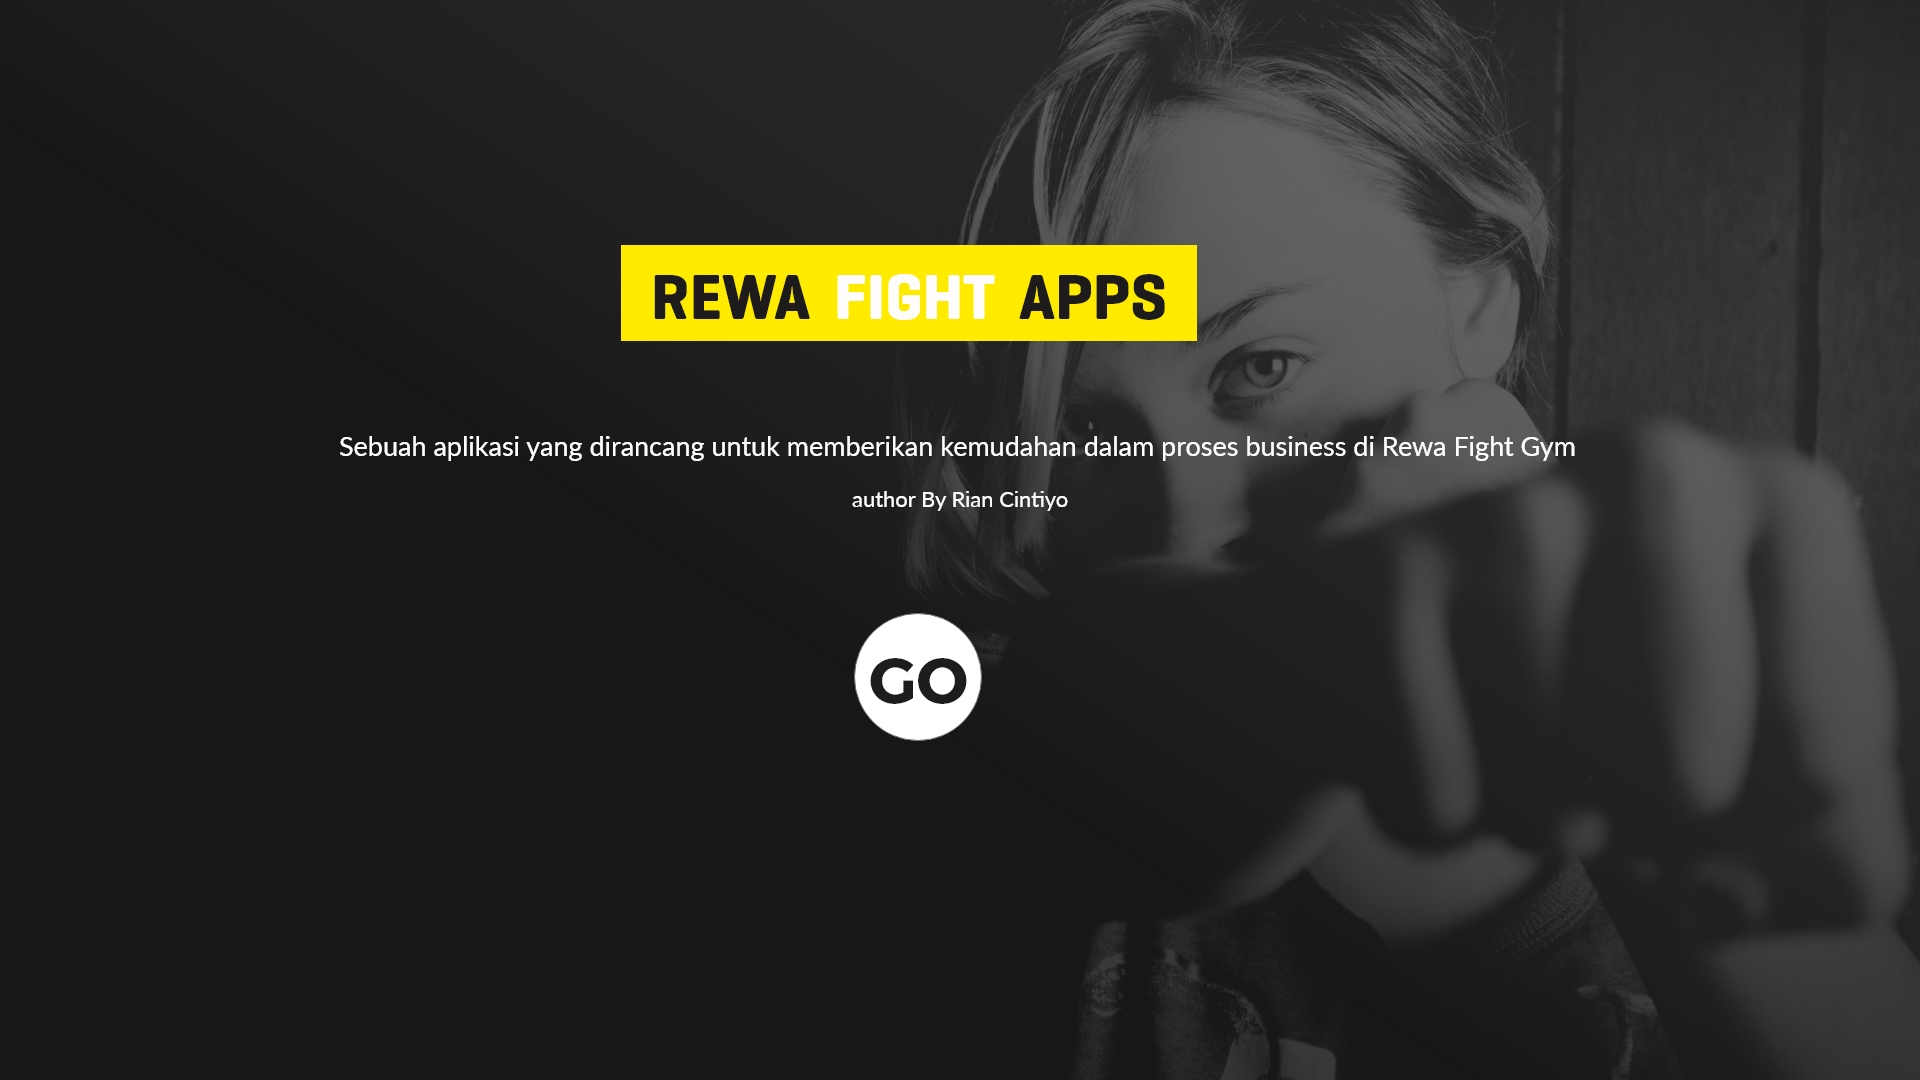 REWA FIGHT APPS
Sebuah aplikasi yang dirancang untuk memberikan kemudahan dalam proses business di Rewa Fight Gym
author By Rian Cintiyo
GO